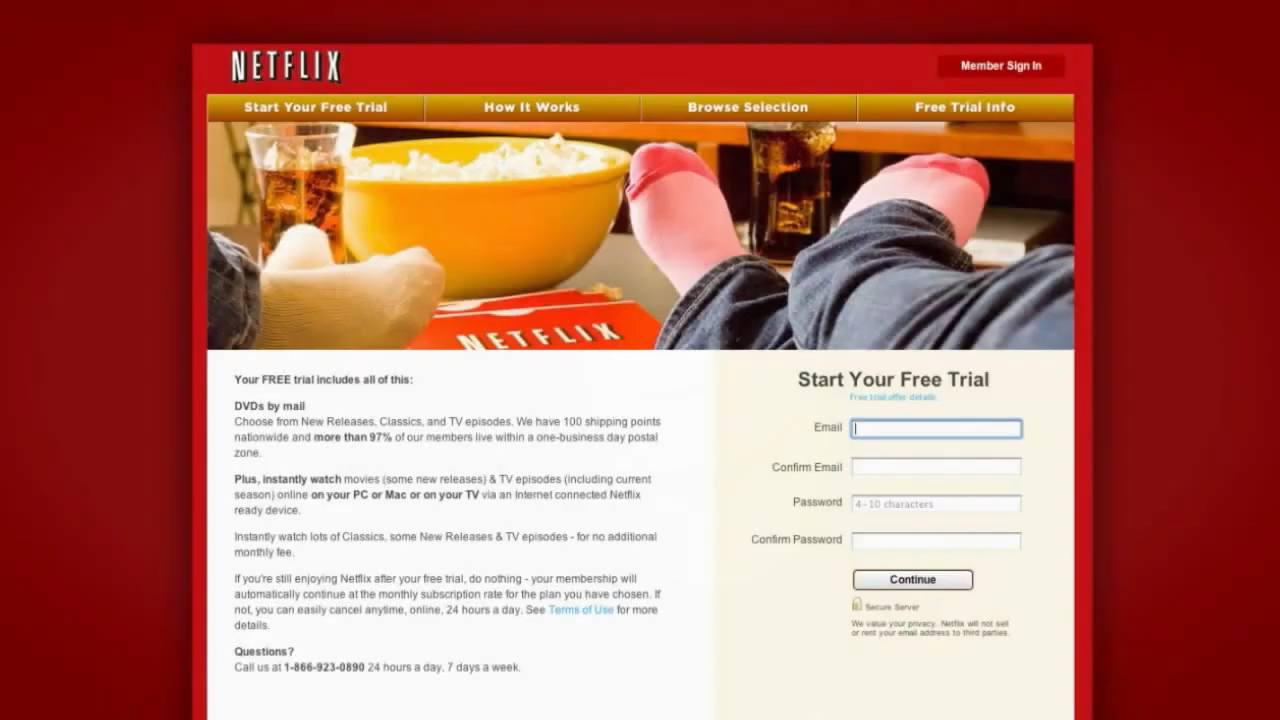 NETFLIX
Member Sign In
Start Your Free Trial
How It Works
Browse Selection
Free Trial Info
NETFLIX
Your FREE trial includes all of this:
DVDs by mail
Choose from New Releases, Classics, and TV episodes. We have 100 shipping points
nationwide and more than 97% of our members live within a one-business day postal
zone.
Plus, instantly watch movies (some new releases) & TV episodes (including current
season) online on your PC or Mac or on your TV via an Internet connected Netflix
ready device.
Instantly watch lots of Classics, some New Releases & TV episodes - for no additional
monthly fee.
If you're still enjoying Netflix after your free trial, do nothing - your membership will
automatically continue at the monthly subscription rate for the plan you have chosen. If
not, you can easily cancel anytime, online, 24 hours a day. See Terms of Use for more
details.
Questions?
Call us at 1-866-923-0890 24 hours a day, 7 days a week.
Start Your Free Trial
Free trial offer details.
Email
Confirm Email
Password
4-10 characters
Confirm Password
Continue
Secure Server
We value your privacy. Netflix will not sell
or rent your email address to third parties.